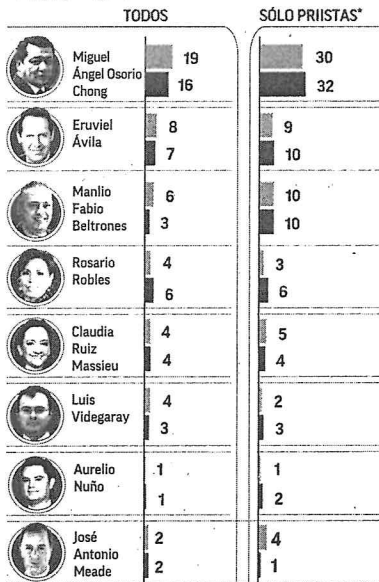 TODOS
SÓLO PRIISTAS*
Miguel
Ángel Osorio
Chong
19
16
30
32
Eruviel
Ávila
8
7
9
10
Manlio
Fabio
Beltrones
6
3
10
10
Rosario
Robles
4
6
3
6
Claudia
Ruiz
Massieu
4
4
5
4
Luis
Videgaray
4
3
2
3
Aurelio
Nuño
1
1
1
2
José
Antonio
Meade
2
2
4
1